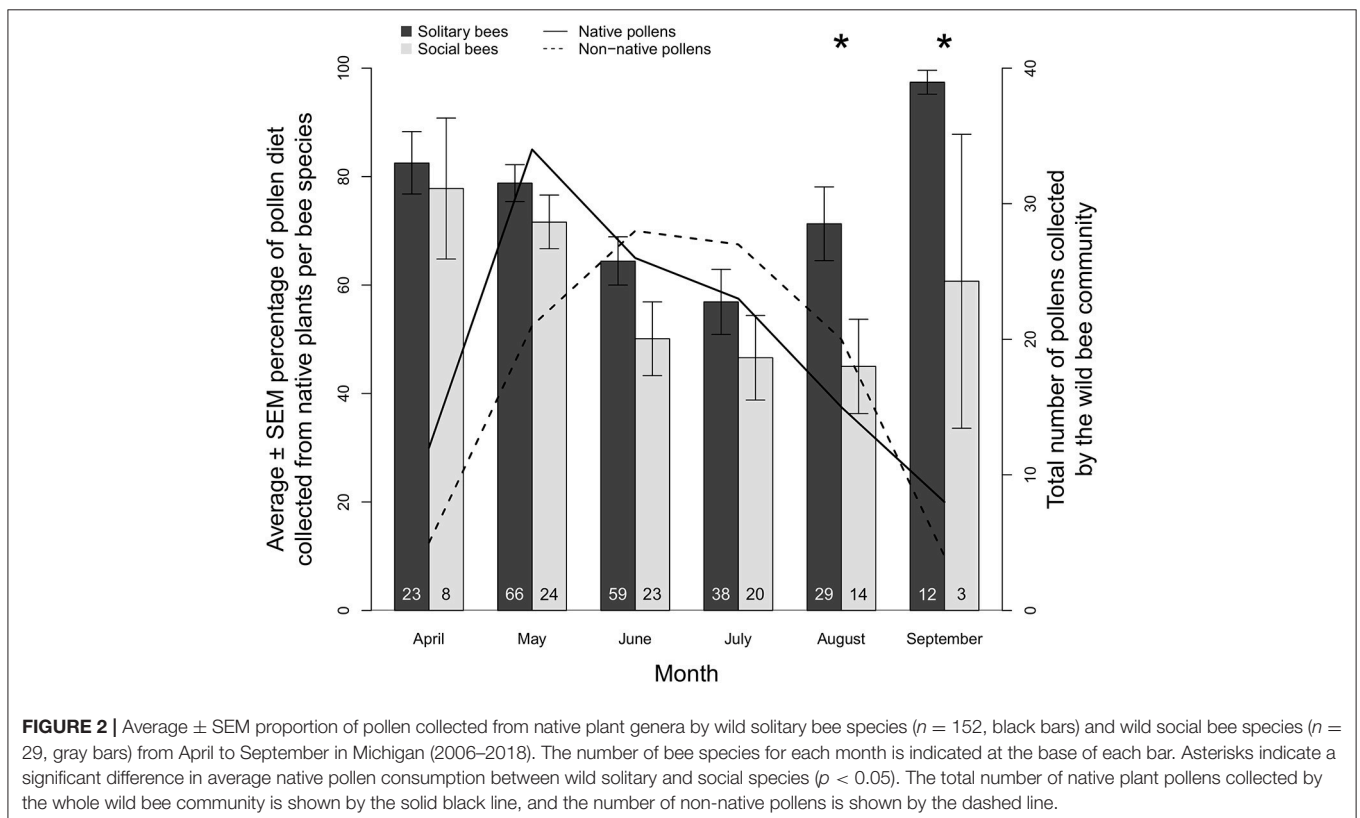 Solitary bees
Social bees
Native pollens
Non−native pollens
*
*
100
80
60
40
20
0
Average ± SEM percentage of pollen diet
collected from native plants per bee species
40
30
20
10
0
Total number of pollens collected
by the wild bee community
23 8 66 24 59 23 38 20 29 14 12 3
April May June July August September
Month
FIGURE 2 | Average ± SEM proportion of pollen collected from native plant genera by wild solitary bee species (n = 152, black bars) and wild social bee species (n =
29, gray bars) from April to September in Michigan (2006–2018). The number of bee species for each month is indicated at the base of each bar. Asterisks indicate a
significant difference in average native pollen consumption between wild solitary and social species (p < 0.05). The total number of native plant pollens collected by
the whole wild bee community is shown by the solid black line, and the number of non-native pollens is shown by the dashed line.